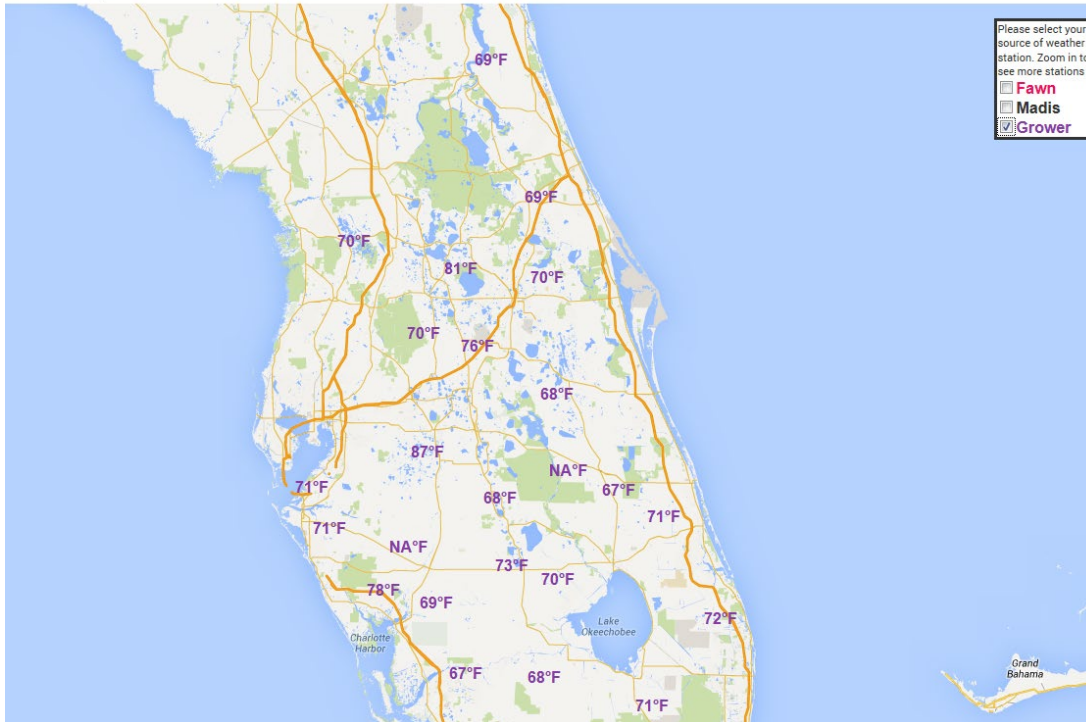 Please select your
source of weather
station. Zoom in to
see more stations
Fawn
Madis
Grower
69°F
69°F
70°F
81°F
70°F
70°F
76°F
68°F
87°F
NA°F
71°F
68°F
67°F
71°F
71°F
NA°F
73°F
70°F
78°F
69°F
72°F
Lake
Okeechobee
Charlotte
Harbor
Grand
Bahama
67°F
68°F
71°F